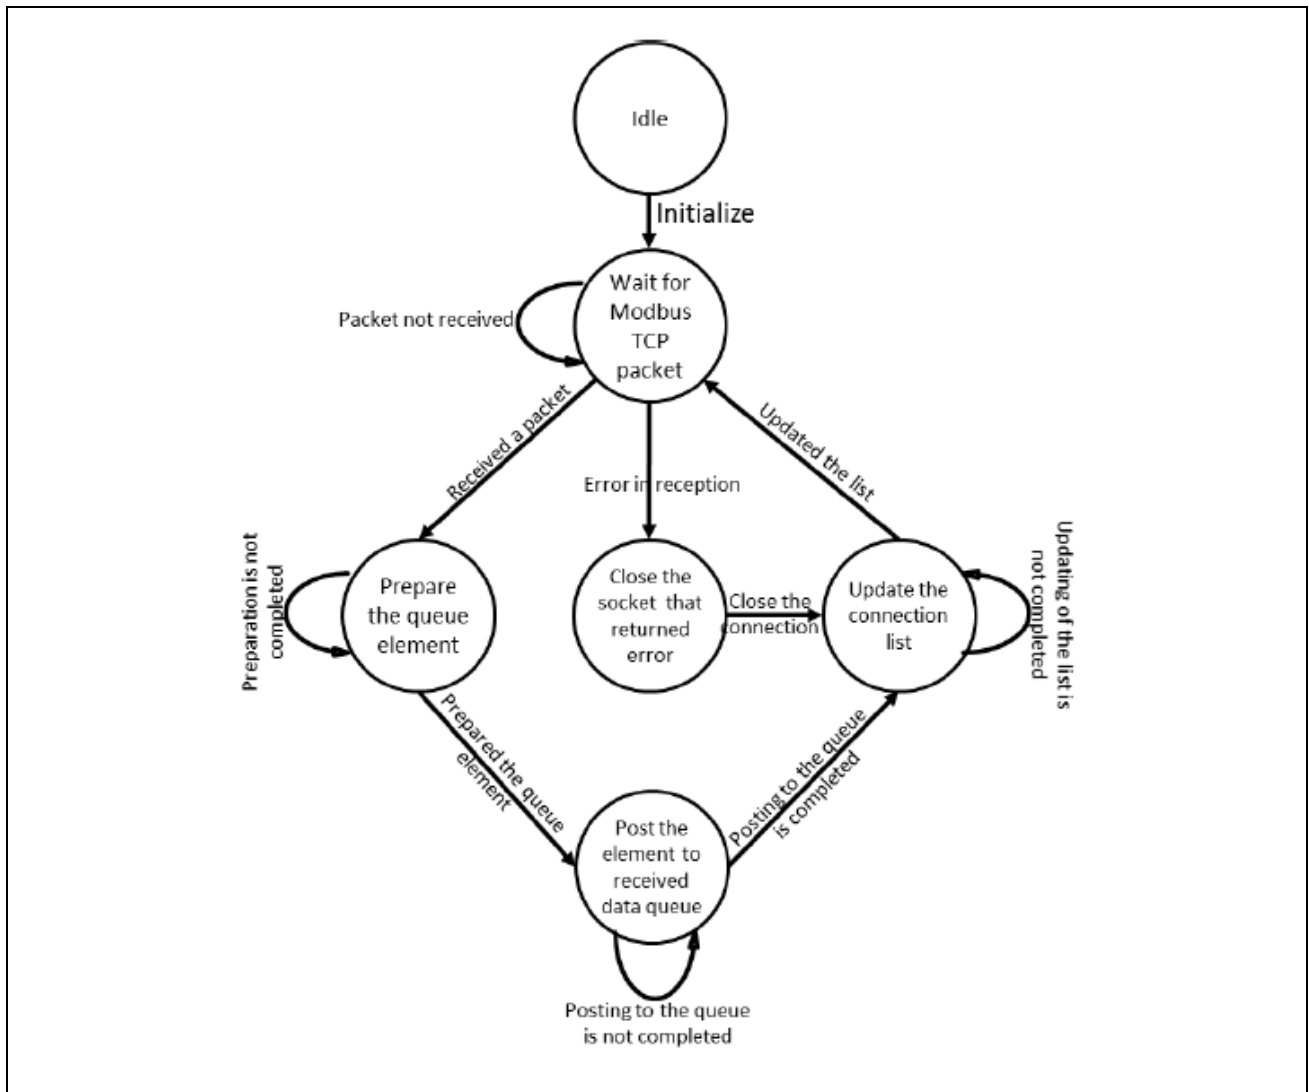 Idle
Initialize
Wait for
Modbus
TCP
packet
Packet not received
Received a packet
Error in reception
Updated the list
Preparation is not
completed
Prepare
the queue
element
Close the
socket that
returned
error
Close the
connection
Update the
connection
list
Updating of the list is
not completed
Prepared the queue
element
Posting to the queue
is completed
Post the
element to
received
data queue
Posting to the queue
is not completed